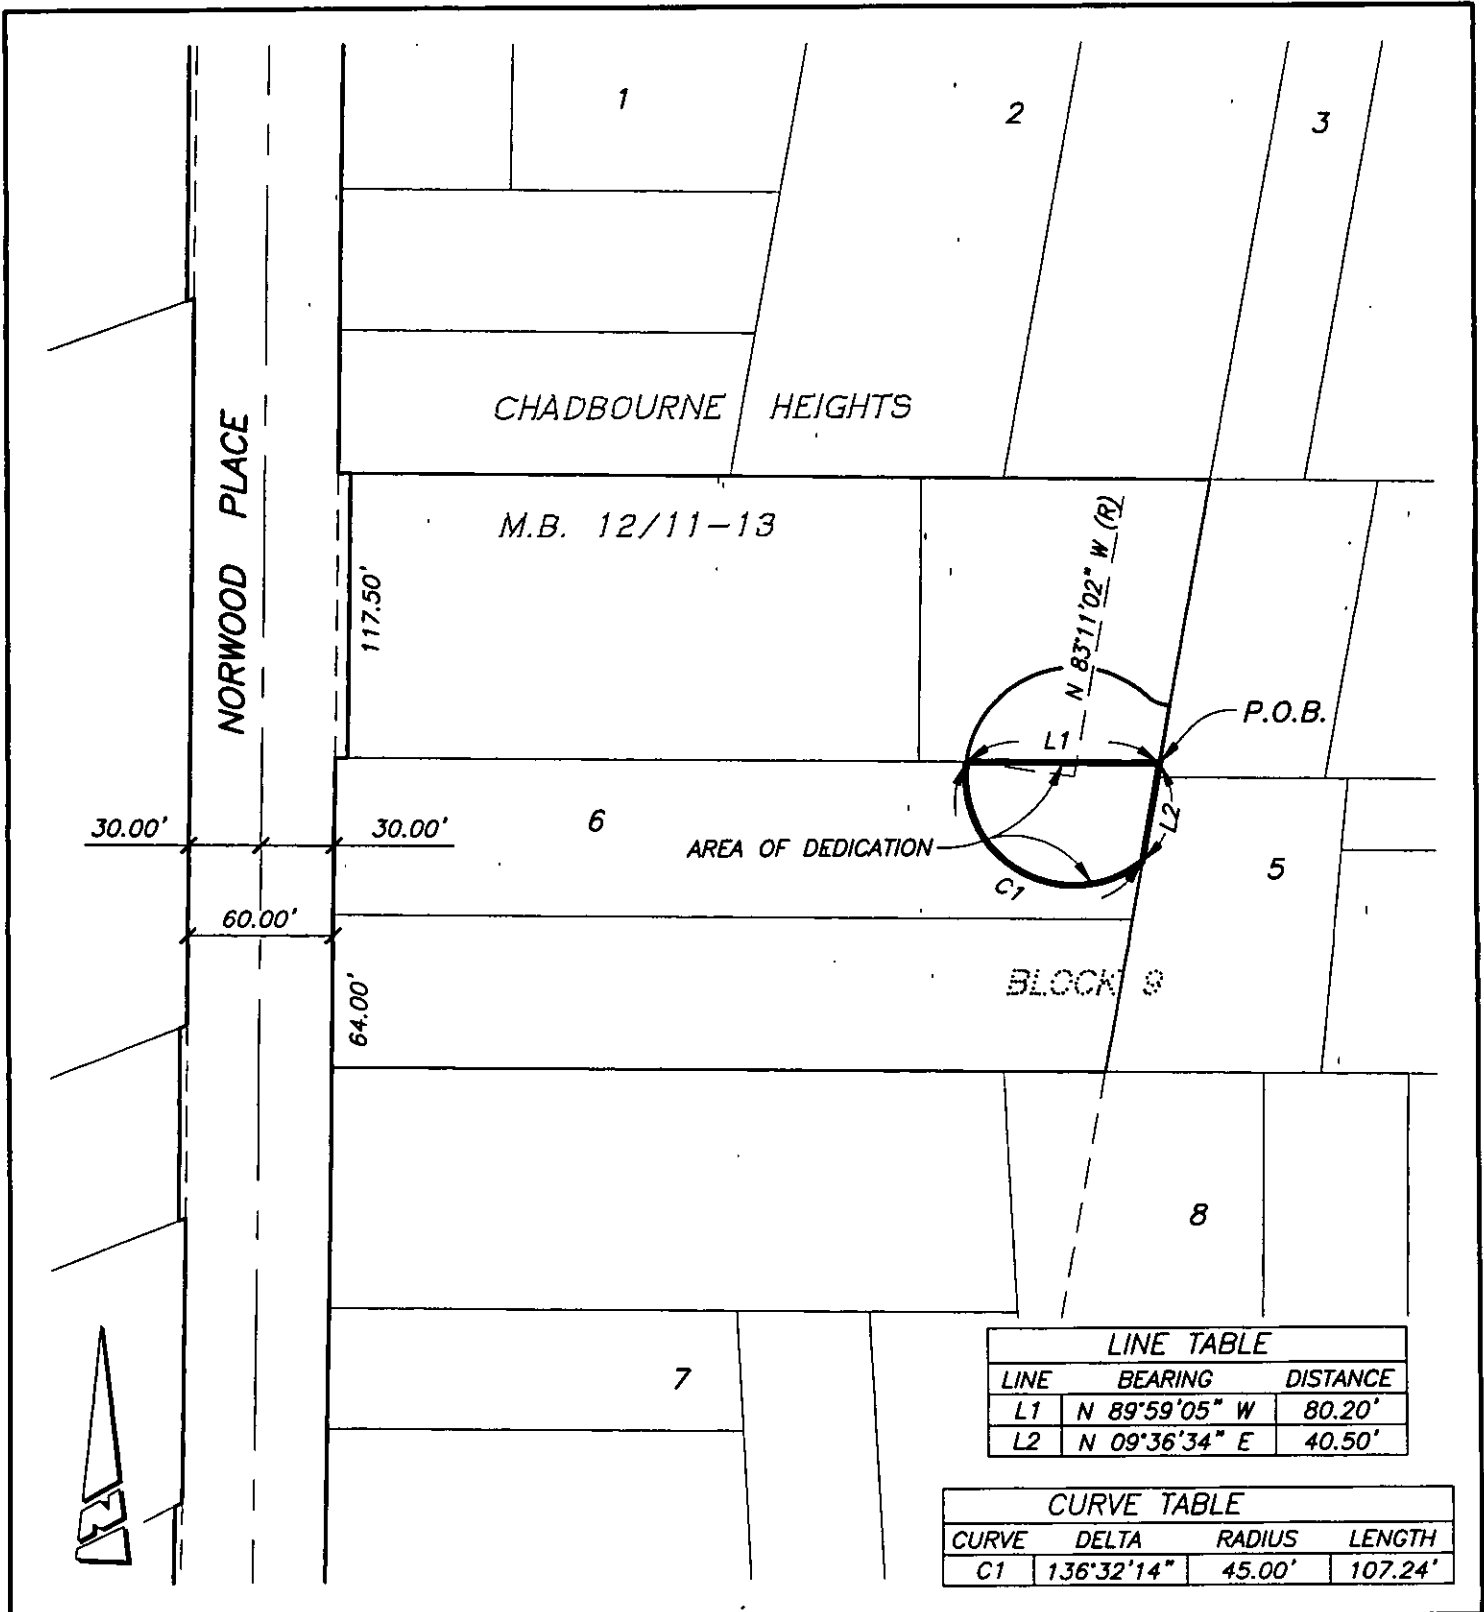 1
2
3
CHADBOURNE HEIGHTS
NORWOOD PLACE
M.B. 12/11-13
117.50'
N 83°11'02" W (R)
P.O.B.
L1
L2
30.00'
30.00'
6
AREA OF DEDICATION
C1
5
60.00'
64.00'
BLOCK 9
8
7
N
LINE TABLE
LINE BEARING DISTANCE
L1 N 89°59'05" W 80.20'
L2 N 09°36'34" E 40.50'
CURVE TABLE
CURVE DELTA RADIUS LENGTH
C1 136°32'14" 45.00' 107.24'